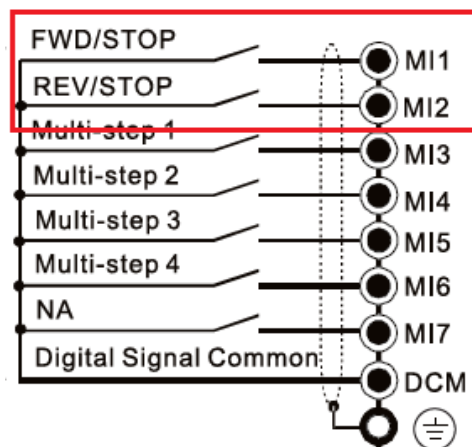 FWD/STOP
MI1
REV/STOP
MI2
Multi-step 1
MI3
Multi-step 2
MI4
Multi-step 3
MI5
Multi-step 4
MI6
NA
MI7
Digital Signal Common
DCM